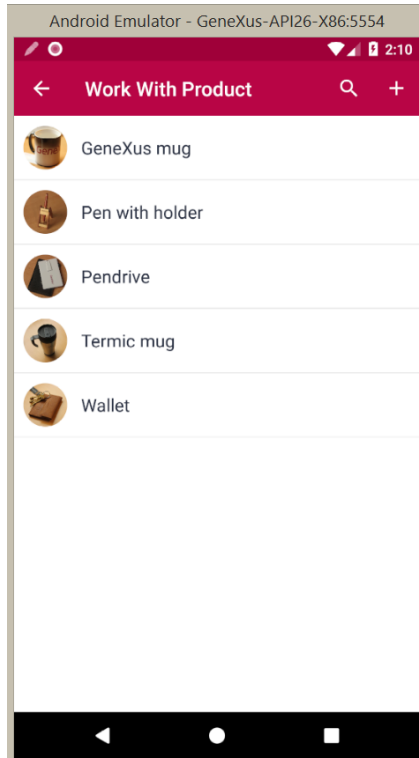 Android Emulator - GeneXus-API26-X86:5554
2:10
Work With Product
GeneXus mug
Pen with holder
Pendrive
Termic mug
Wallet